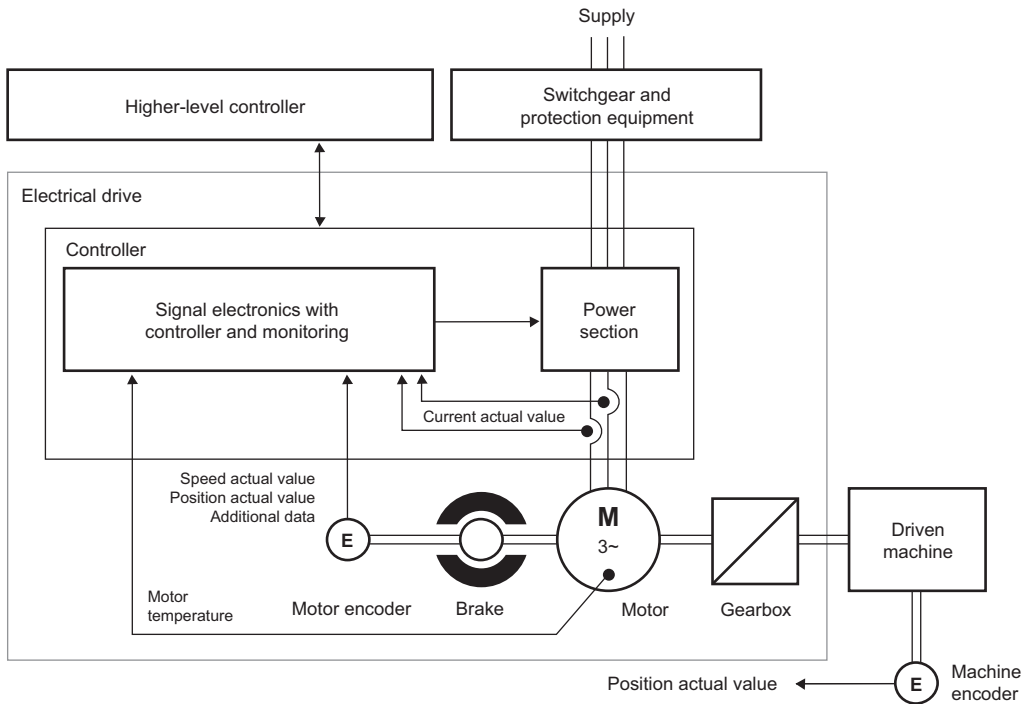 Supply
Higher-level controller
Switchgear and
protection equipment
Electrical drive
Controller
Signal electronics with
controller and monitoring
Power
section
Current actual value
Speed actual value
Position actual value
Additional data
E
M
3~
Driven
machine
Motor
temperature
Motor encoder
Brake
Motor
Gearbox
Position actual value
E
Machine
encoder